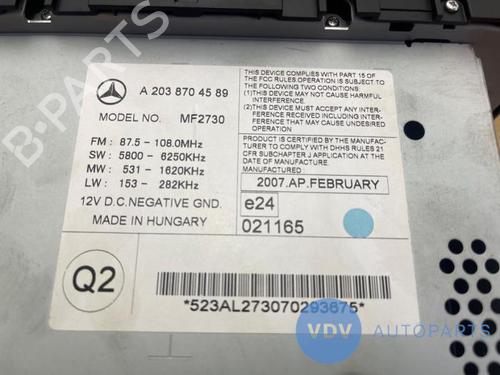 A 203 870 45 89
MODEL NO. MF2730
FM : 87.5 - 108.0MHz
SW : 5800 - 6250KHz
MW : 531 - 1620KHz
LW : 153 - 282KHz
12V D.C. NEGATIVE GND.
MADE IN HUNGARY
THIS DEVICE COMPLIES WITH PART 15 OF
THE FCC RULES. OPERATION IS SUBJECT TO
THE FOLLOWING TWO CONDITIONS:
(1)THIS DEVICE MAY NOT CAUSE HARMFUL
INTERFERENCE, AND
(2)THIS DEVICE MUST ACCEPT ANY INTER-
FERENCE RECEIVED, INCLUDING INTER-
FERENCE THAT MAY CAUSE UNDESIRED
OPERATION.
PRODUCT IS CERTIFIED BY THE MANUFAC-
TURER TO COMPLY WITH DHHS RULES 21
CFR SUBCHAPTER J APPLICABLE AT THE
DATE OF MANUFACTURE.
MANUFACTURED :
2007.AP.FEBRUARY
e24
021165
Q2
*523AL273070293675*
BPARTS
VDV AUTOPARTS